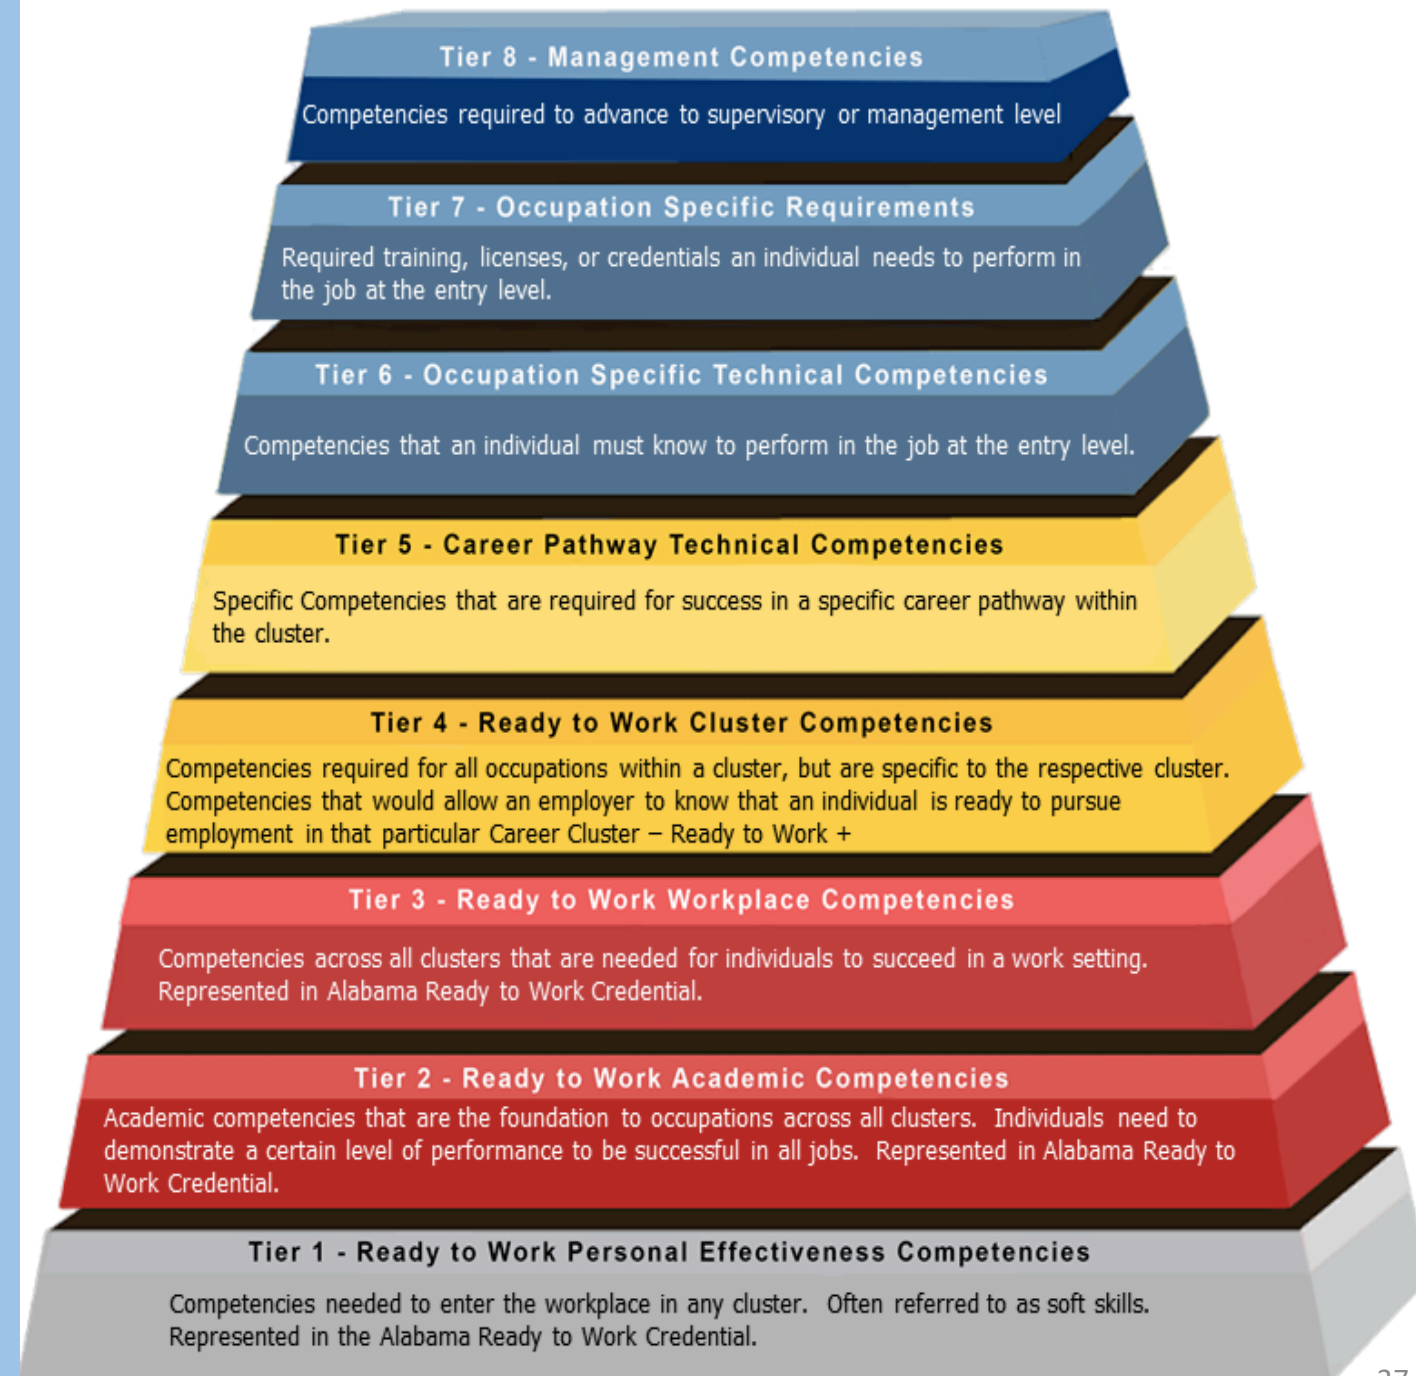 Tier 8 - Management Competencies
Competencies required to advance to supervisory or management level
Tier 7 - Occupation Specific Requirements
Required training, licenses, or credentials an individual needs to perform in
the job at the entry level.
Tier 6 - Occupation Specific Technical Competencies
Competencies that an individual must know to perform in the job at the entry level.
Tier 5 - Career Pathway Technical Competencies
Specific Competencies that are required for success in a specific career pathway within
the cluster.
Tier 4 - Ready to Work Cluster Competencies
Competencies required for all occupations within a cluster, but are specific to the respective cluster.
Competencies that would allow an employer to know that an individual is ready to pursue
employment in that particular Career Cluster – Ready to Work +
Tier 3 - Ready to Work Workplace Competencies
Competencies across all clusters that are needed for individuals to succeed in a work setting.
Represented in Alabama Ready to Work Credential.
Tier 2 - Ready to Work Academic Competencies
Academic competencies that are the foundation to occupations across all clusters. Individuals need to
demonstrate a certain level of performance to be successful in all jobs. Represented in Alabama Ready to
Work Credential.
Tier 1 - Ready to Work Personal Effectiveness Competencies
Competencies needed to enter the workplace in any cluster. Often referred to as soft skills.
Represented in the Alabama Ready to Work Credential.